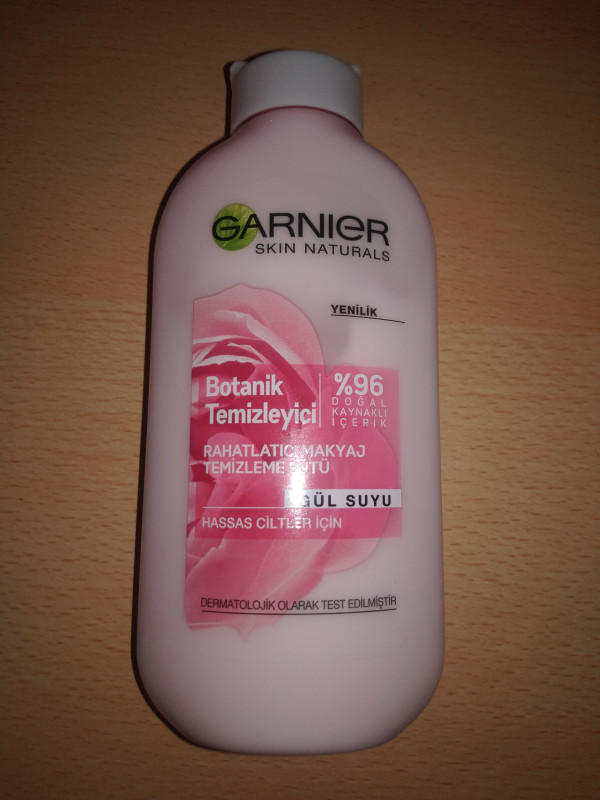 GARNIER
SKIN NATURALS
YENİLİK
Botanik
Temizleyici
%96
DOĞAL
KAYNAKLI
İÇERİK
RAHATLATICI MAKYAJ
TEMİZLEME SÜTÜ
GÜL SUYU
HASSAS CİLTLER İÇİN
DERMATOLOJİK OLARAK TEST EDİLMİŞTİR